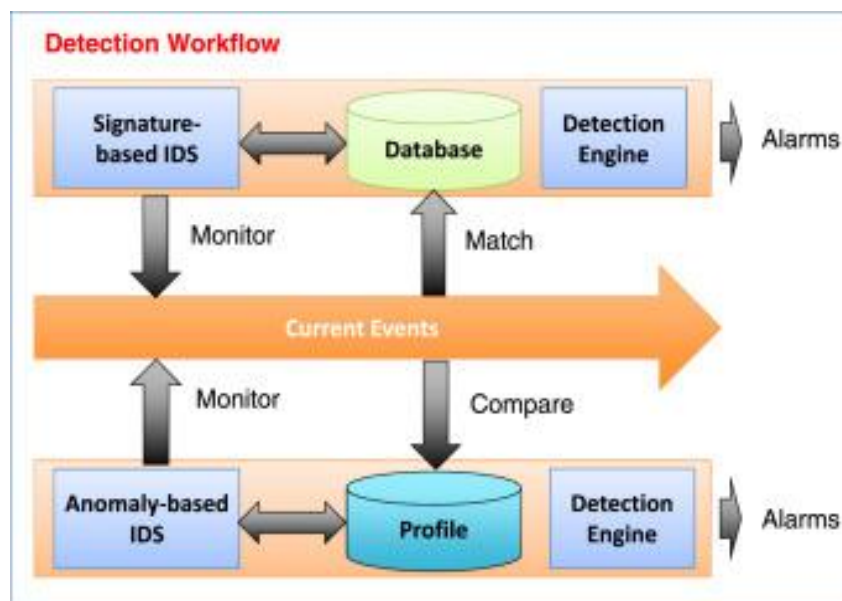 Detection Workflow
Signature-
based IDS
Database
Detection
Engine
Alarms
Monitor
Match
Current Events
Monitor
Compare
Anomaly-based
IDS
Profile
Detection
Engine
Alarms